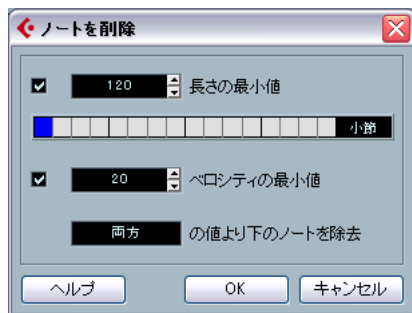 ノートを削除
120 長さの最小値
小節
20 ベロシティの最小値
両方 の値より下のノートを除去
ヘルプ OK キャンセル